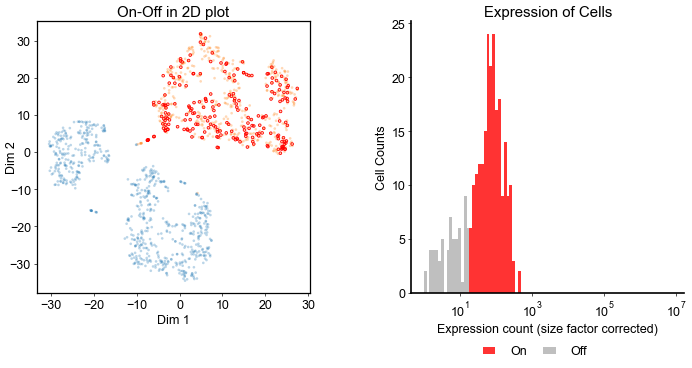 On-Off in 2D plot
Dim 2
30
20
10
0
−10
−20
−30
−30 −20 −10 0 10 20 30
Dim 1
Expression of Cells
Cell Counts
25
20
15
10
5
0
10^1 10^3 10^5 10^7
Expression count (size factor corrected)
On Off